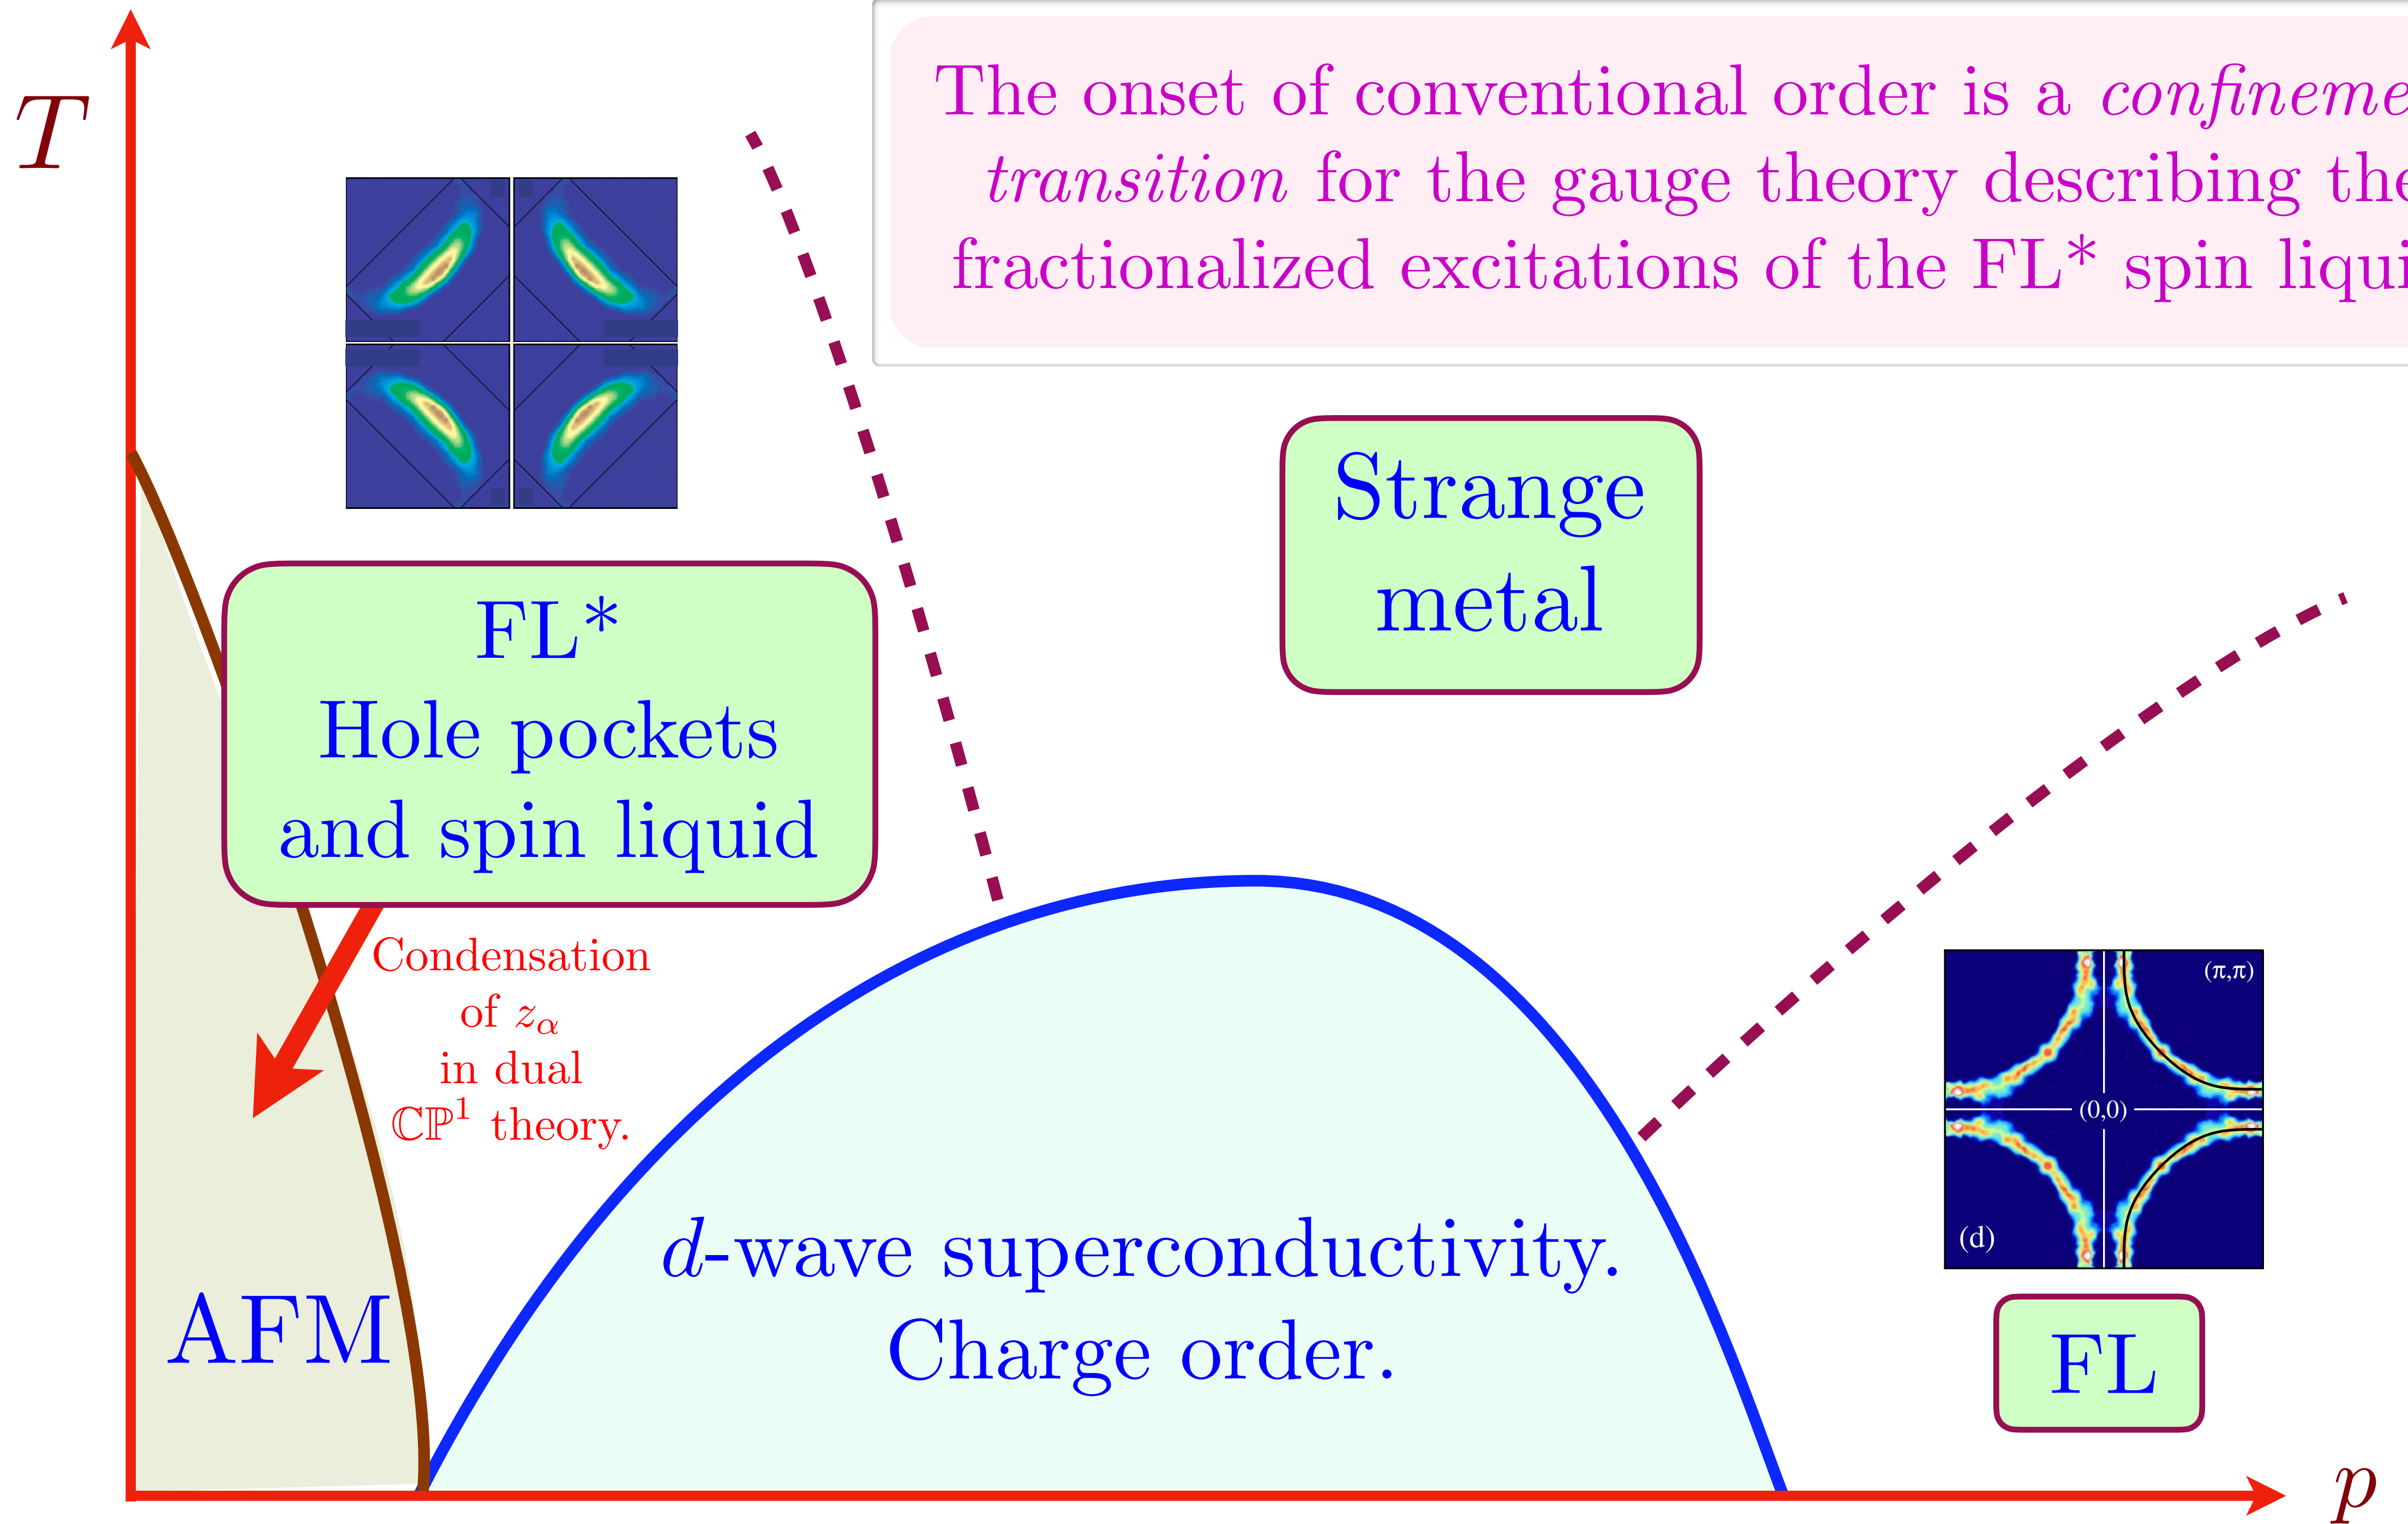 T
The onset of conventional order is a confineme
transition for the gauge theory describing the
fractionalized excitations of the FL* spin liqui
Strange
metal
FL*
Hole pockets
and spin liquid
Condensation
of z_α
in dual
ℂℙ¹ theory.
(π,π)
(0,0)
(d)
d-wave superconductivity.
Charge order.
AFM
FL
p